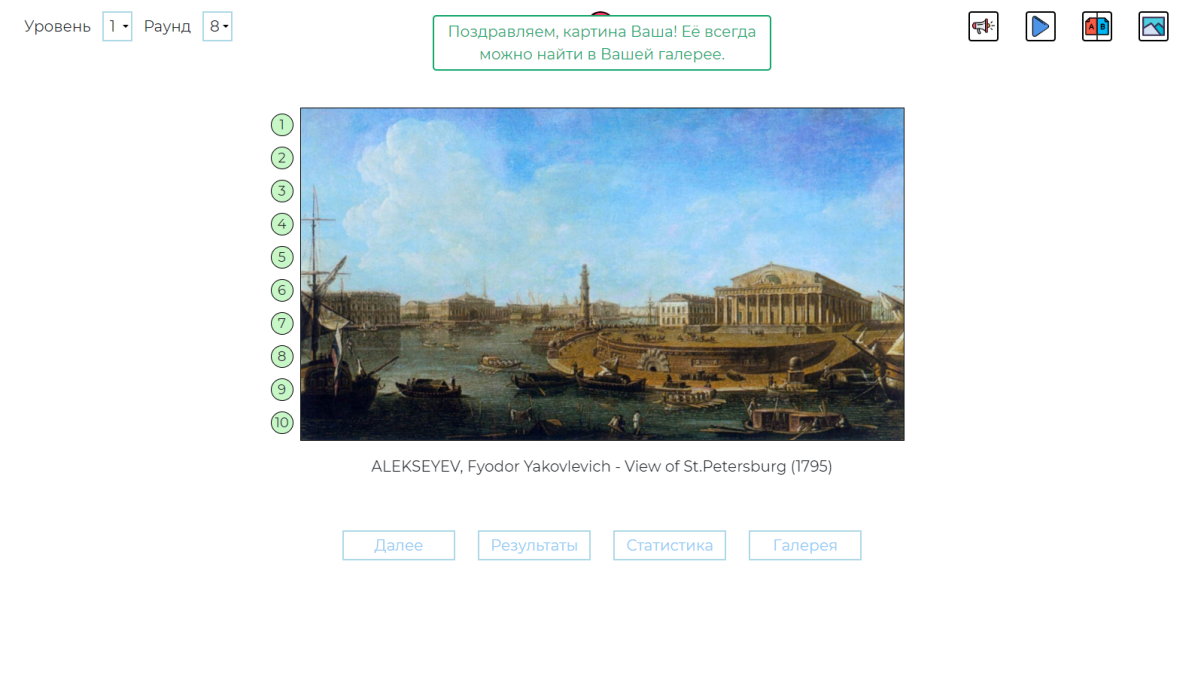 Уровень 1 Раунд 8
Поздравляем, картина Ваша! Её всегда
можно найти в Вашей галерее.
A B
1
2
3
4
5
6
7
8
9
10
ALEKSEYEV, Fyodor Yakovlevich - View of St.Petersburg (1795)
Далее Результаты Статистика Галерея